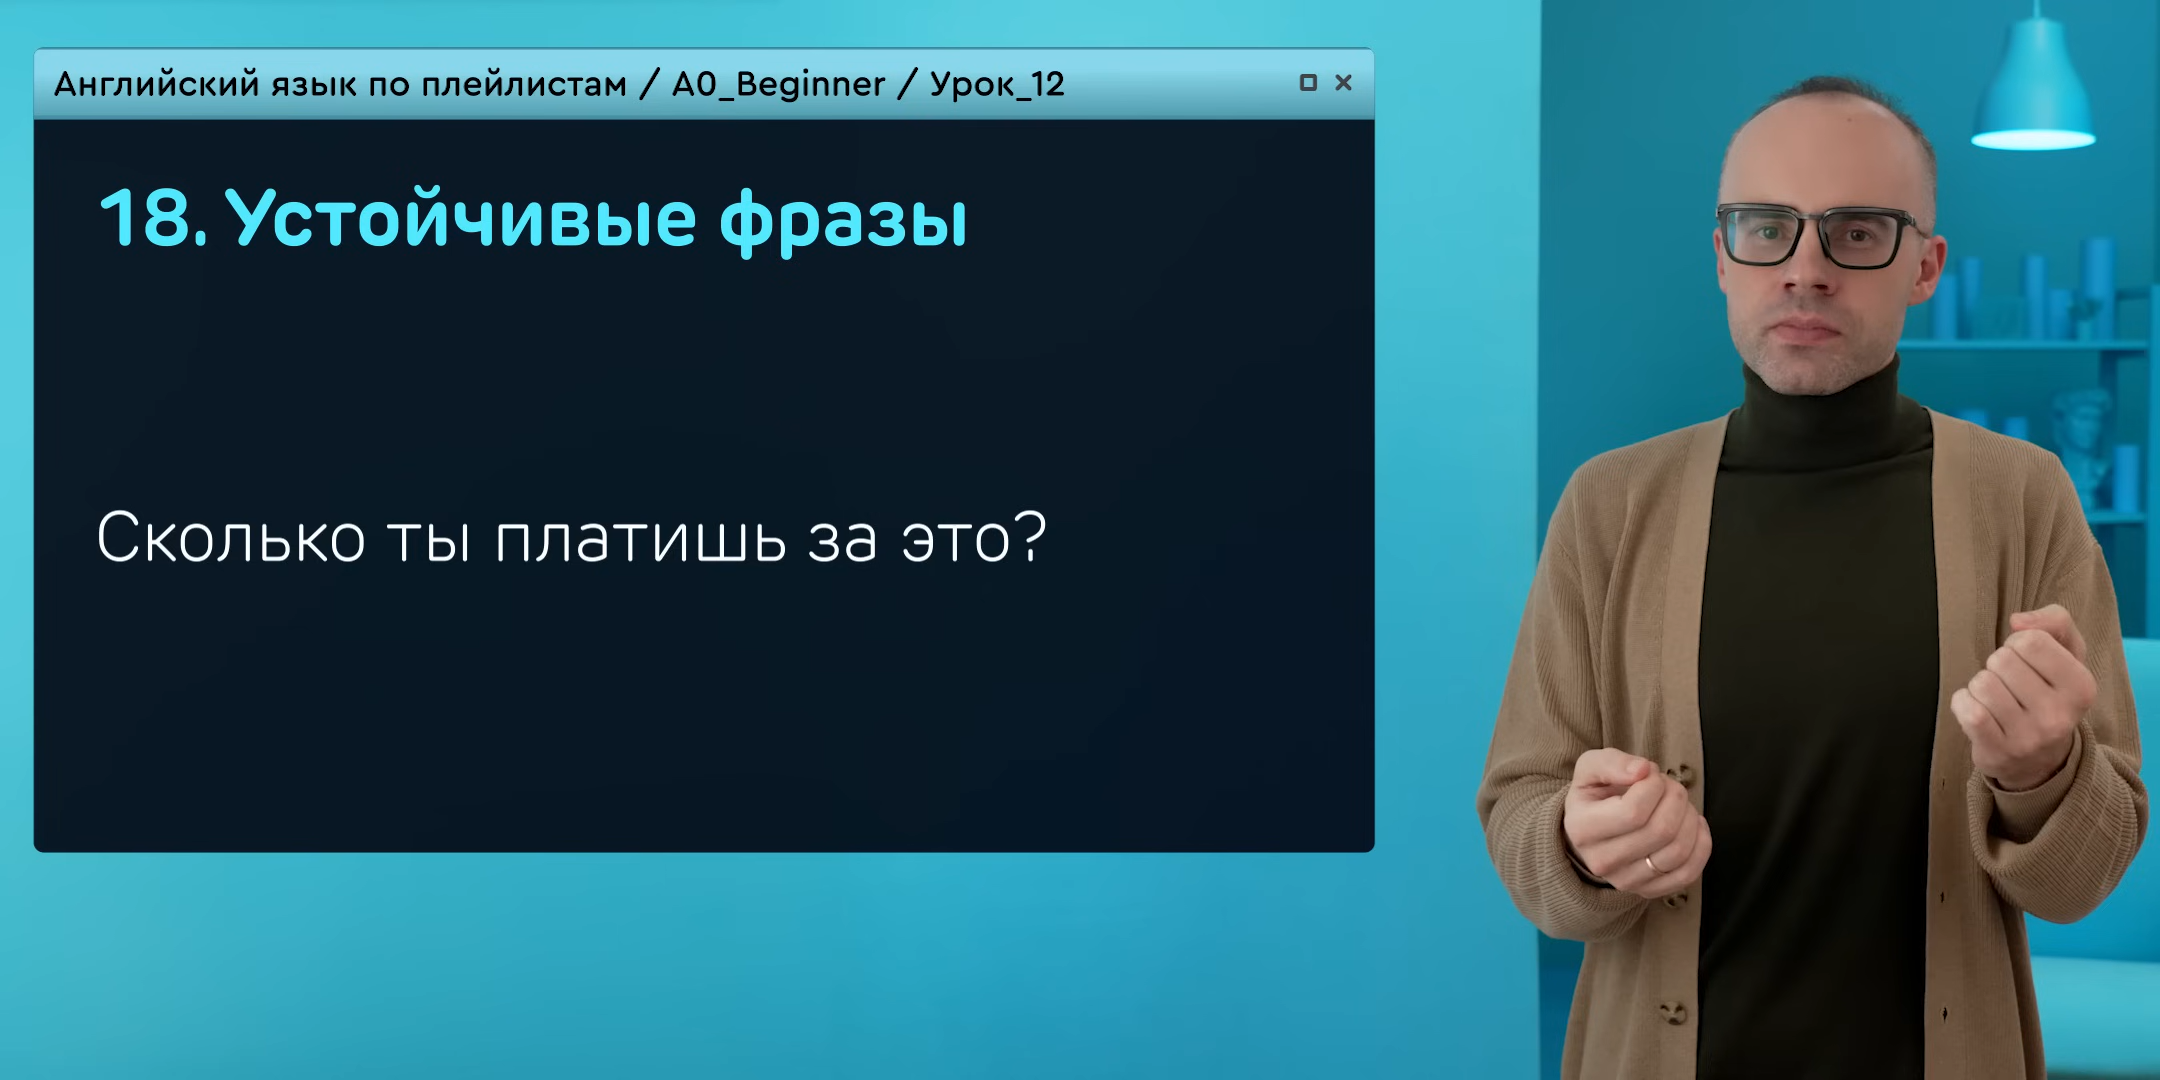 Английский язык по плейлистам / A0_Beginner / Урок_12
18. Устойчивые фразы
Сколько ты платишь за это?